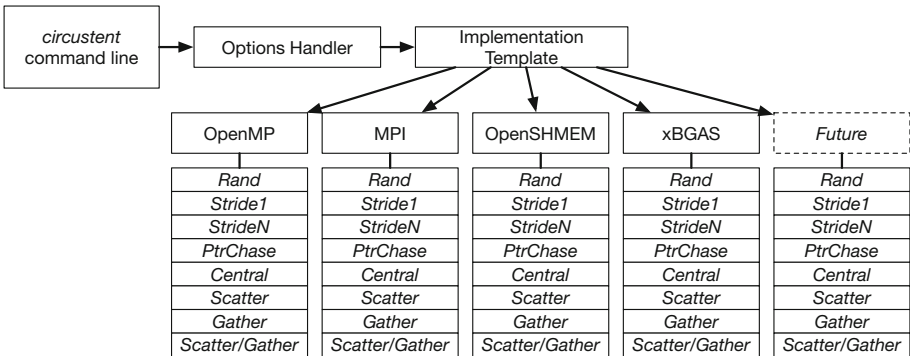 circustent
command line
Options Handler
Implementation
Template
OpenMP
MPI
OpenSHMEM
xBGAS
Future
Rand
Rand
Rand
Rand
Rand
Stride1
Stride1
Stride1
Stride1
Stride1
StrideN
StrideN
StrideN
StrideN
StrideN
PtrChase
PtrChase
PtrChase
PtrChase
PtrChase
Central
Central
Central
Central
Central
Scatter
Scatter
Scatter
Scatter
Scatter
Gather
Gather
Gather
Gather
Gather
Scatter/Gather
Scatter/Gather
Scatter/Gather
Scatter/Gather
Scatter/Gather